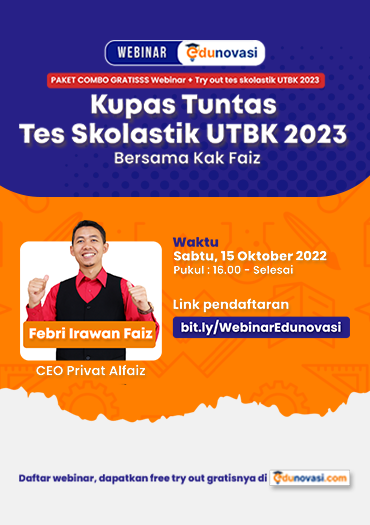 WEBINAR edunovasi
PAKET COMBO GRATISSS Webinar + Try out tes skolastik UTBK 2023
Kupas Tuntas
Tes Skolastik UTBK 2023
Bersama Kak Faiz
Waktu
Sabtu, 15 Oktober 2022
Pukul : 16.00 - Selesai
Link pendaftaran
bit.ly/WebinarEdunovasi
Febri Irawan Faiz
CEO Privat Alfaiz
Daftar webinar, dapatkan free try out gratisnya di edunovasi.com